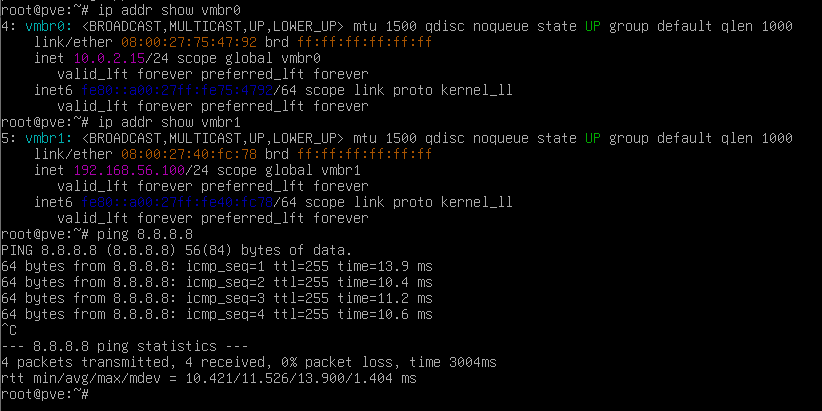 root@pve:~# ip addr show vmbr0
4: vmbr0: <BROADCAST,MULTICAST,UP,LOWER_UP> mtu 1500 qdisc noqueue state UP group default qlen 1000
    link/ether 08:00:27:75:47:92 brd ff:ff:ff:ff:ff:ff
    inet 10.0.2.15/24 scope global vmbr0
       valid_lft forever preferred_lft forever
    inet6 fe80::a00:27ff:fe75:4792/64 scope link proto kernel_ll
       valid_lft forever preferred_lft forever
root@pve:~# ip addr show vmbr1
5: vmbr1: <BROADCAST,MULTICAST,UP,LOWER_UP> mtu 1500 qdisc noqueue state UP group default qlen 1000
    link/ether 08:00:27:40:fc:78 brd ff:ff:ff:ff:ff:ff
    inet 192.168.56.100/24 scope global vmbr1
       valid_lft forever preferred_lft forever
    inet6 fe80::a00:27ff:fe40:fc78/64 scope link proto kernel_ll
       valid_lft forever preferred_lft forever
root@pve:~# ping 8.8.8.8
PING 8.8.8.8 (8.8.8.8) 56(84) bytes of data.
64 bytes from 8.8.8.8: icmp_seq=1 ttl=255 time=13.9 ms
64 bytes from 8.8.8.8: icmp_seq=2 ttl=255 time=10.4 ms
64 bytes from 8.8.8.8: icmp_seq=3 ttl=255 time=11.2 ms
64 bytes from 8.8.8.8: icmp_seq=4 ttl=255 time=10.6 ms
^C
--- 8.8.8.8 ping statistics ---
4 packets transmitted, 4 received, 0% packet loss, time 3004ms
rtt min/avg/max/mdev = 10.421/11.526/13.900/1.404 ms
root@pve:~#